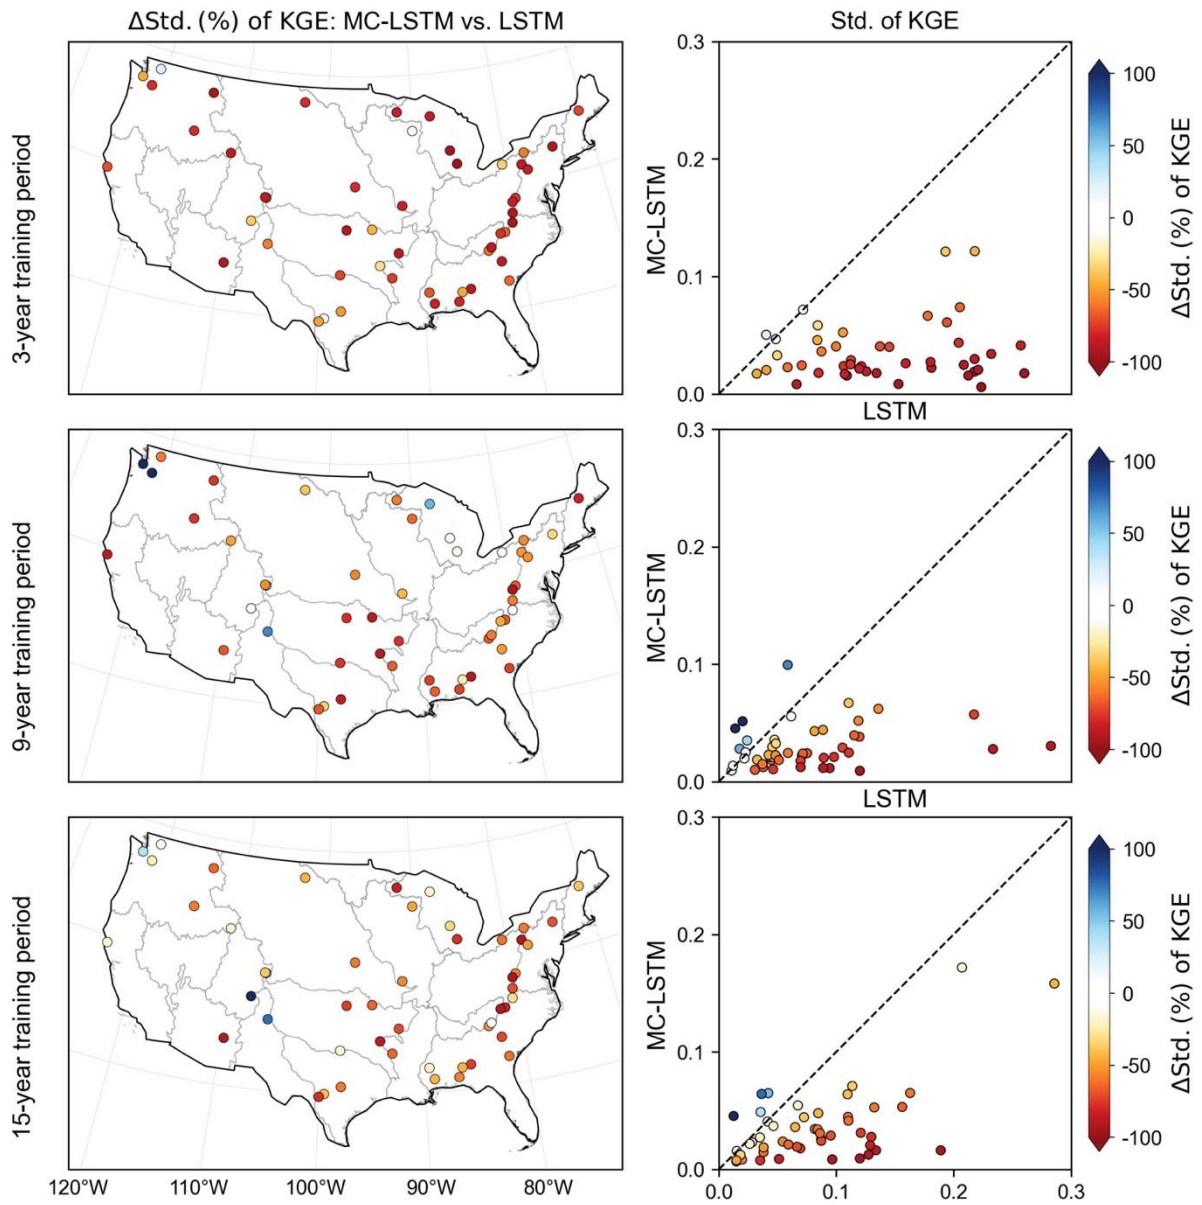 ΔStd. (%) of KGE: MC-LSTM vs. LSTM
Std. of KGE
3-year training period
MC-LSTM
0.3
0.2
0.1
0.0
LSTM
100
50
0
-50
-100
ΔStd. (%) of KGE
9-year training period
MC-LSTM
0.3
0.2
0.1
0.0
LSTM
100
50
0
-50
-100
ΔStd. (%) of KGE
15-year training period
MC-LSTM
0.3
0.2
0.1
0.0
100
50
0
-50
-100
ΔStd. (%) of KGE
120°W 110°W 100°W 90°W 80°W
0.0 0.1 0.2 0.3